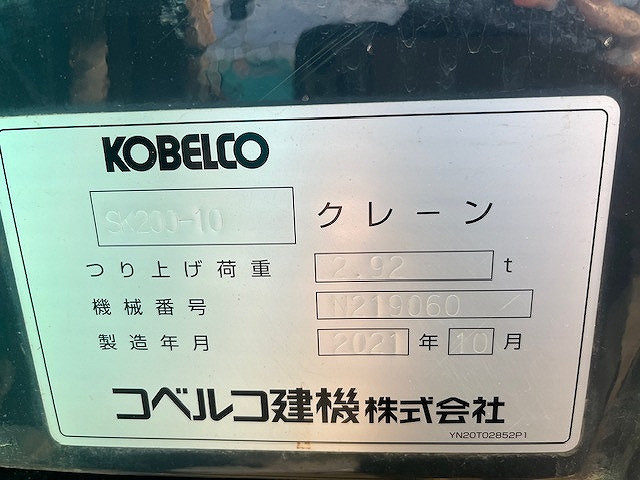 KOBELCO
SK200-10 クレーン
つり上げ荷重 2.92 t
機械番号 N219060
製造年月 2021 年 10 月
コベルコ建機株式会社
YN20T02852P1